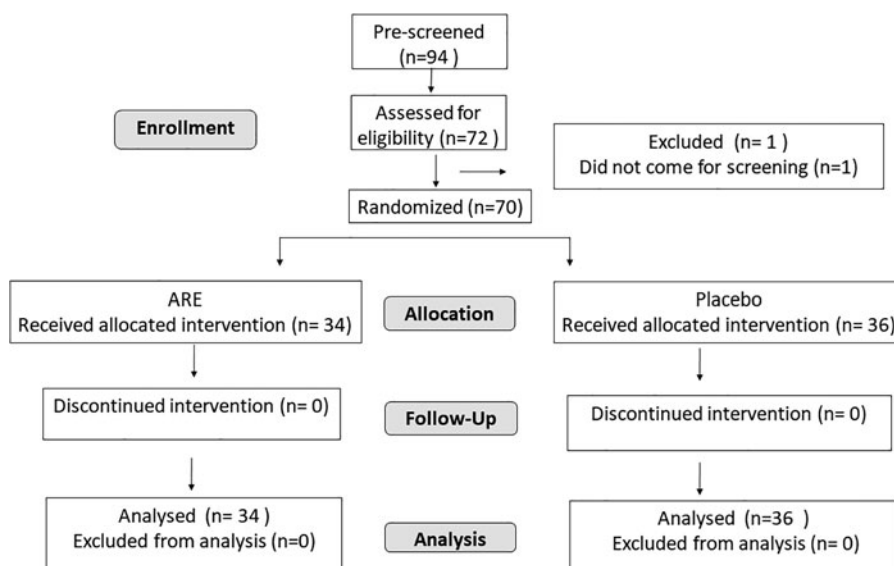 Pre-screened
(n=94 )
Enrollment
Assessed for
eligibility (n=72 )
Excluded (n= 1 )
Did not come for screening (n=1)
Randomized (n=70)
ARE
Received allocated intervention (n= 34)
Allocation
Placebo
Received allocated intervention (n= 36)
Discontinued intervention (n= 0)
Follow-Up
Discontinued intervention (n= 0)
Analysed (n= 34 )
Excluded from analysis (n=0)
Analysis
Analysed (n=36 )
Excluded from analysis (n= 0)